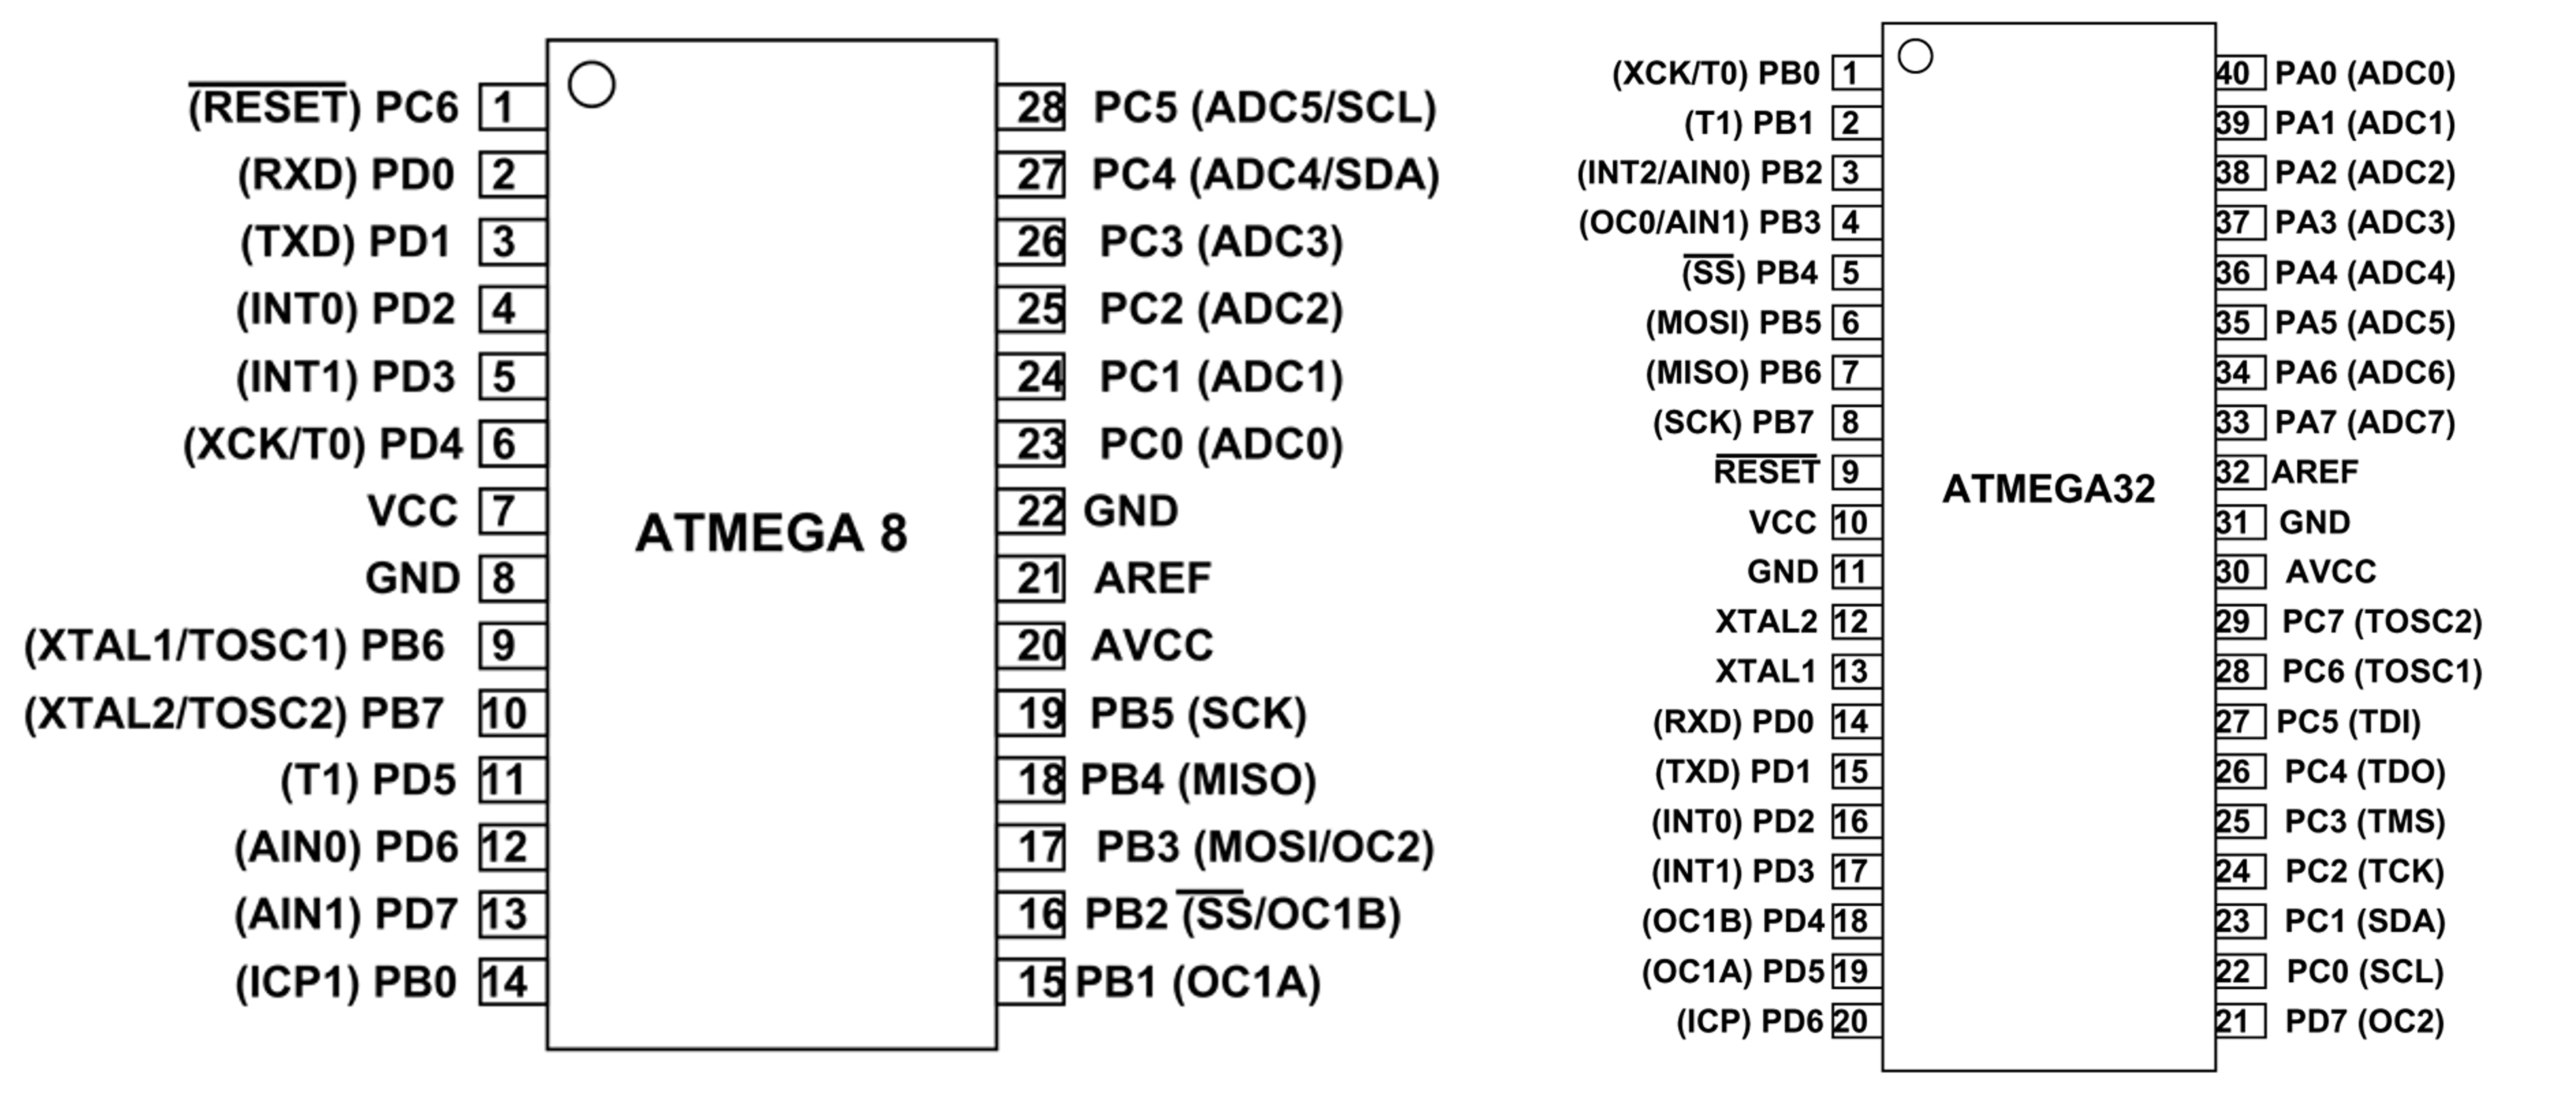 (RESET) PC6 1
(RXD) PD0 2
(TXD) PD1 3
(INT0) PD2 4
(INT1) PD3 5
(XCK/T0) PD4 6
VCC 7
GND 8
(XTAL1/TOSC1) PB6 9
(XTAL2/TOSC2) PB7 10
(T1) PD5 11
(AIN0) PD6 12
(AIN1) PD7 13
(ICP1) PB0 14
ATMEGA 8
28 PC5 (ADC5/SCL)
27 PC4 (ADC4/SDA)
26 PC3 (ADC3)
25 PC2 (ADC2)
24 PC1 (ADC1)
23 PC0 (ADC0)
22 GND
21 AREF
20 AVCC
19 PB5 (SCK)
18 PB4 (MISO)
17 PB3 (MOSI/OC2)
16 PB2 (SS/OC1B)
15 PB1 (OC1A)
(XCK/T0) PB0 1
(T1) PB1 2
(INT2/AIN0) PB2 3
(OC0/AIN1) PB3 4
(SS) PB4 5
(MOSI) PB5 6
(MISO) PB6 7
(SCK) PB7 8
RESET 9
VCC 10
GND 11
XTAL2 12
XTAL1 13
(RXD) PD0 14
(TXD) PD1 15
(INT0) PD2 16
(INT1) PD3 17
(OC1B) PD4 18
(OC1A) PD5 19
(ICP) PD6 20
ATMEGA32
40 PA0 (ADC0)
39 PA1 (ADC1)
38 PA2 (ADC2)
37 PA3 (ADC3)
36 PA4 (ADC4)
35 PA5 (ADC5)
34 PA6 (ADC6)
33 PA7 (ADC7)
32 AREF
31 GND
30 AVCC
29 PC7 (TOSC2)
28 PC6 (TOSC1)
27 PC5 (TDI)
26 PC4 (TDO)
25 PC3 (TMS)
24 PC2 (TCK)
23 PC1 (SDA)
22 PC0 (SCL)
21 PD7 (OC2)